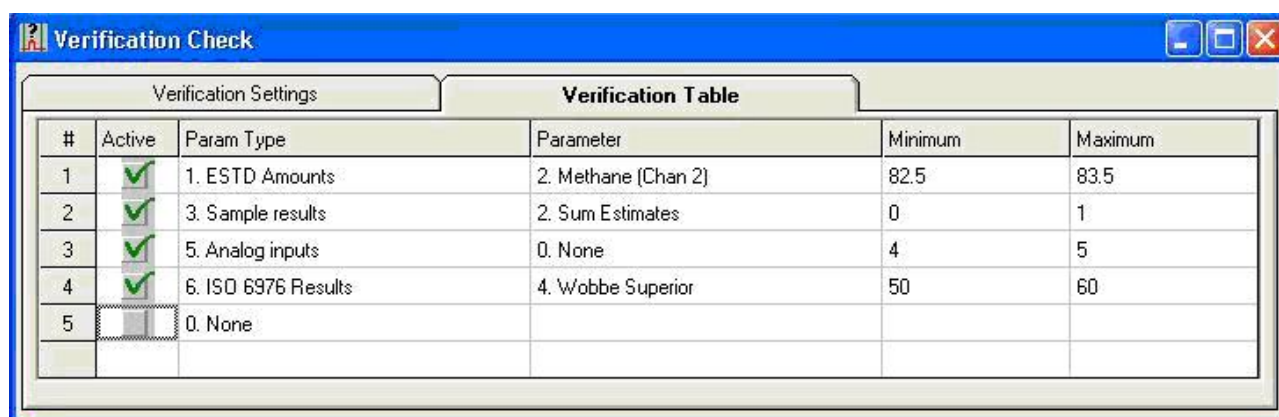 Verification Check
Verification Settings Verification Table
# Active Param Type Parameter Minimum Maximum
1 1. ESTD Amounts 2. Methane (Chan 2) 82.5 83.5
2 3. Sample results 2. Sum Estimates 0 1
3 5. Analog inputs 0. None 4 5
4 6. ISO 6976 Results 4. Wobbe Superior 50 60
5 0. None